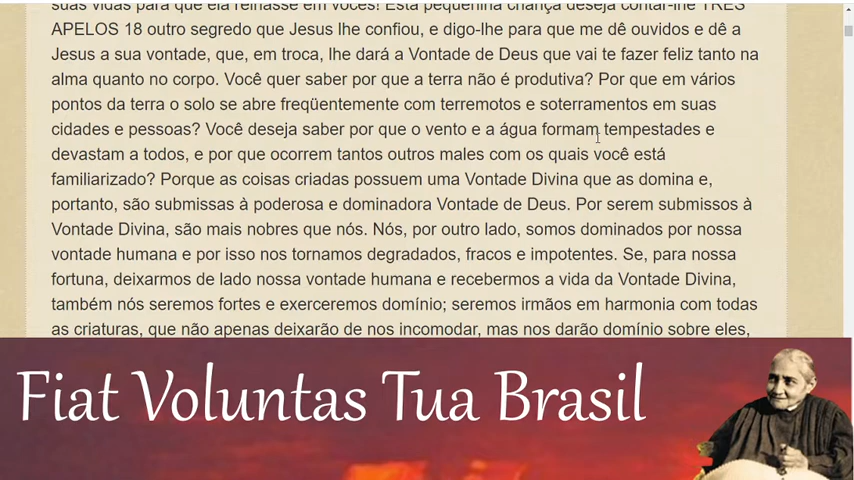 suas vidas para que ela reinasse em vocês! Esta pequenina criança deseja contar-lhe TRÊS
APELOS 18 outro segredo que Jesus lhe confiou, e digo-lhe para que me dê ouvidos e dê a
Jesus a sua vontade, que, em troca, lhe dará a Vontade de Deus que vai te fazer feliz tanto na
alma quanto no corpo. Você quer saber por que a terra não é produtiva? Por que em vários
pontos da terra o solo se abre freqüentemente com terremotos e soterramentos em suas
cidades e pessoas? Você deseja saber por que o vento e a água formam tempestades e
devastam a todos, e por que ocorrem tantos outros males com os quais você está
familiarizado? Porque as coisas criadas possuem uma Vontade Divina que as domina e,
portanto, são submissas à poderosa e dominadora Vontade de Deus. Por serem submissos à
Vontade Divina, são mais nobres que nós. Nós, por outro lado, somos dominados por nossa
vontade humana e por isso nos tornamos degradados, fracos e impotentes. Se, para nossa
fortuna, deixarmos de lado nossa vontade humana e recebermos a vida da Vontade Divina,
também nós seremos fortes e exerceremos domínio; seremos irmãos em harmonia com todas
as criaturas, que não apenas deixarão de nos incomodar, mas nos darão domínio sobre eles,
Fiat Voluntas Tua Brasil